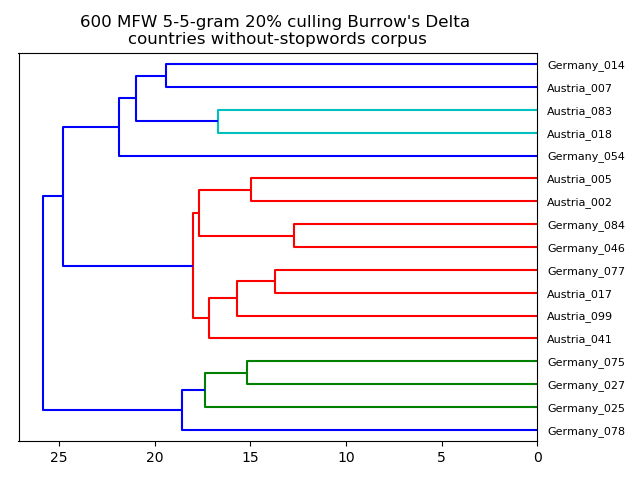 600 MFW 5-5-gram 20% culling Burrow's Delta
countries without-stopwords corpus
Germany_014
Austria_007
Austria_083
Austria_018
Germany_054
Austria_005
Austria_002
Germany_084
Germany_046
Germany_077
Austria_017
Austria_099
Austria_041
Germany_075
Germany_027
Germany_025
Germany_078
25 20 15 10 5 0